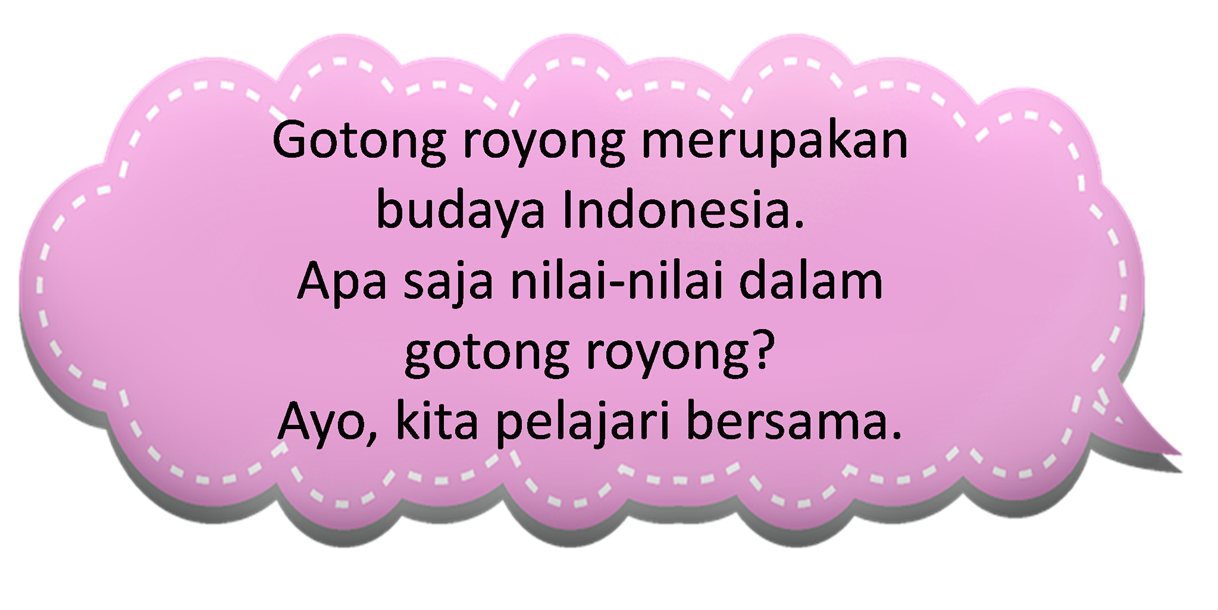 Gotong royong merupakan
budaya Indonesia.
Apa saja nilai-nilai dalam
gotong royong?
Ayo, kita pelajari bersama.